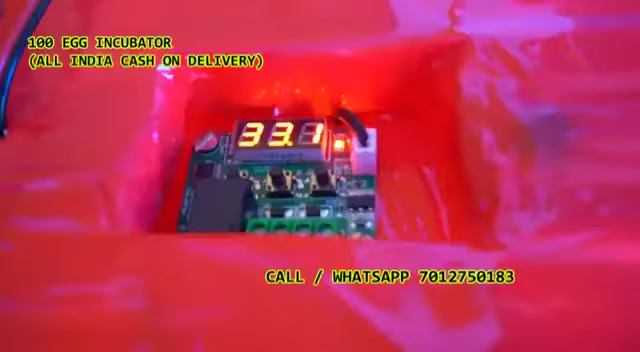 100 EGG INCUBATOR
(ALL INDIA CASH ON DELIVERY)
33.1
CALL / WHATSAPP 7012750183